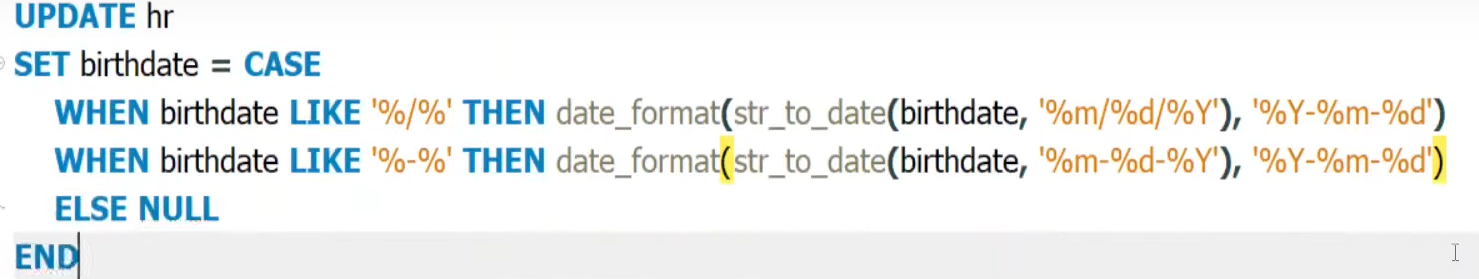 UPDATE hr
SET birthdate = CASE
WHEN birthdate LIKE '%/%' THEN date_format(str_to_date(birthdate, '%m/%d/%Y'), '%Y-%m-%d')
WHEN birthdate LIKE '%-%' THEN date_format(str_to_date(birthdate, '%m-%d-%Y'), '%Y-%m-%d')
ELSE NULL
END